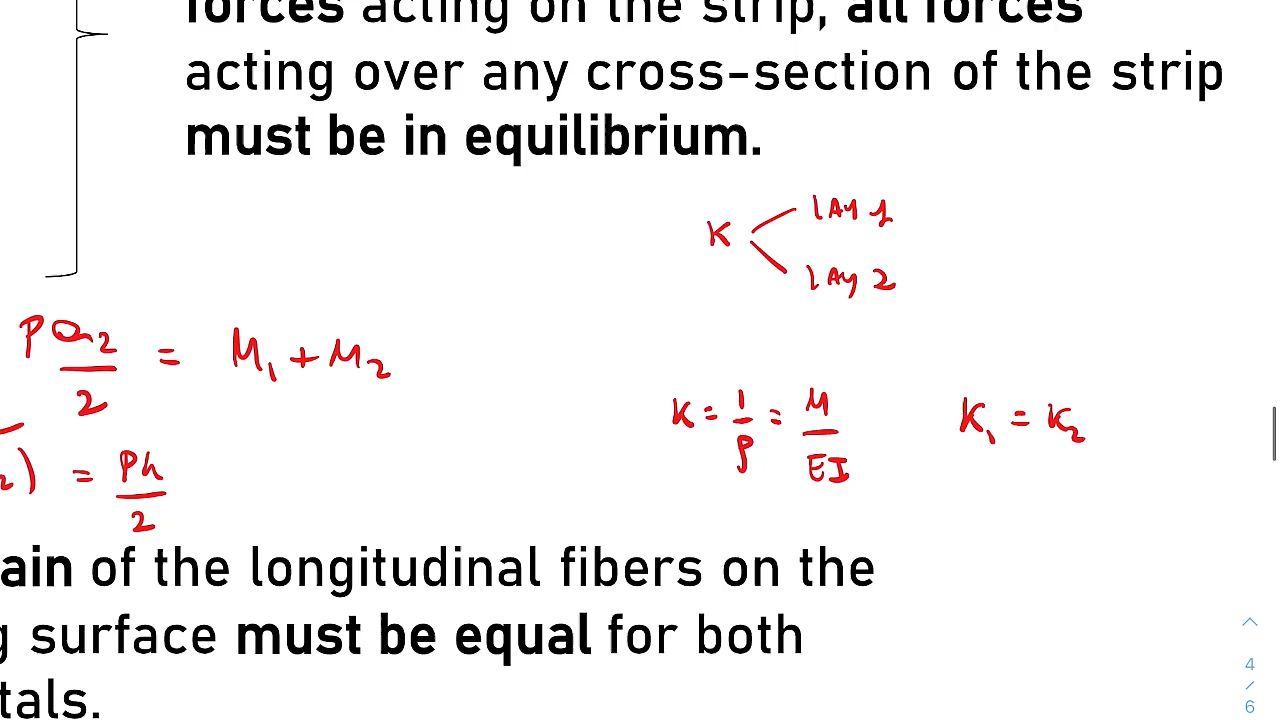 forces acting on the strip, all forces
acting over any cross-section of the strip
must be in equilibrium.
K
lAy 1
lAy 2
Pa₂/2 = M₁ + M₂
K = 1/ρ = M/EI
K₁ = K₂
₂) = Ph/2
ain of the longitudinal fibers on the
g surface must be equal for both
tals.
4
/
6